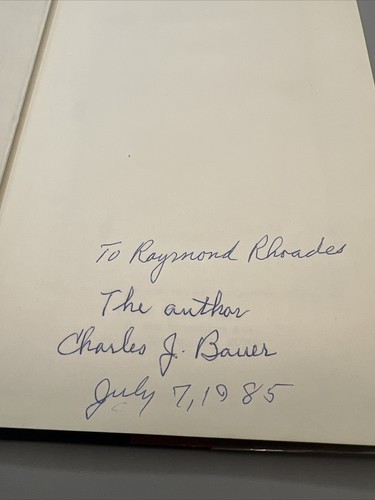 To Raymond Rhoades
The author
Charles J. Bauer
July 7, 1985